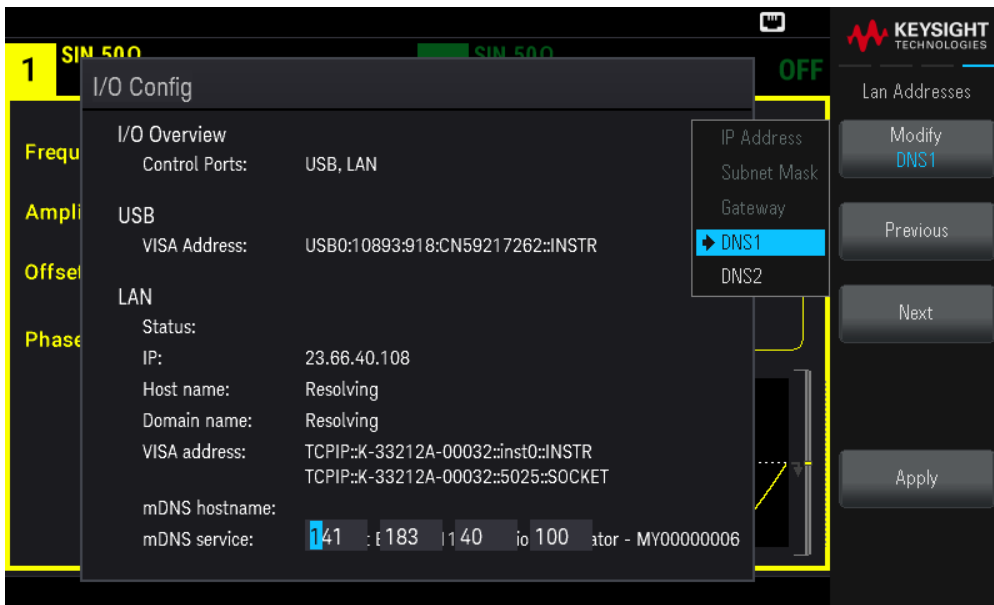 KEYSIGHT
TECHNOLOGIES
1 SIN 50Ω
SIN 50Ω
OFF
I/O Config
Lan Addresses
I/O Overview
Control Ports: USB, LAN
USB
VISA Address: USB0:10893:918:CN59217262::INSTR
LAN
Status:
IP: 23.66.40.108
Host name: Resolving
Domain name: Resolving
VISA address: TCPIP::K-33212A-00032::inst0::INSTR
TCPIP::K-33212A-00032::5025::SOCKET
mDNS hostname:
mDNS service: 141 183 40 100 ator - MY00000006
Frequ
Ampli
Offset
Phase
IP Address
Subnet Mask
Gateway
DNS1
DNS2
Modify
DNS1
Previous
Next
Apply